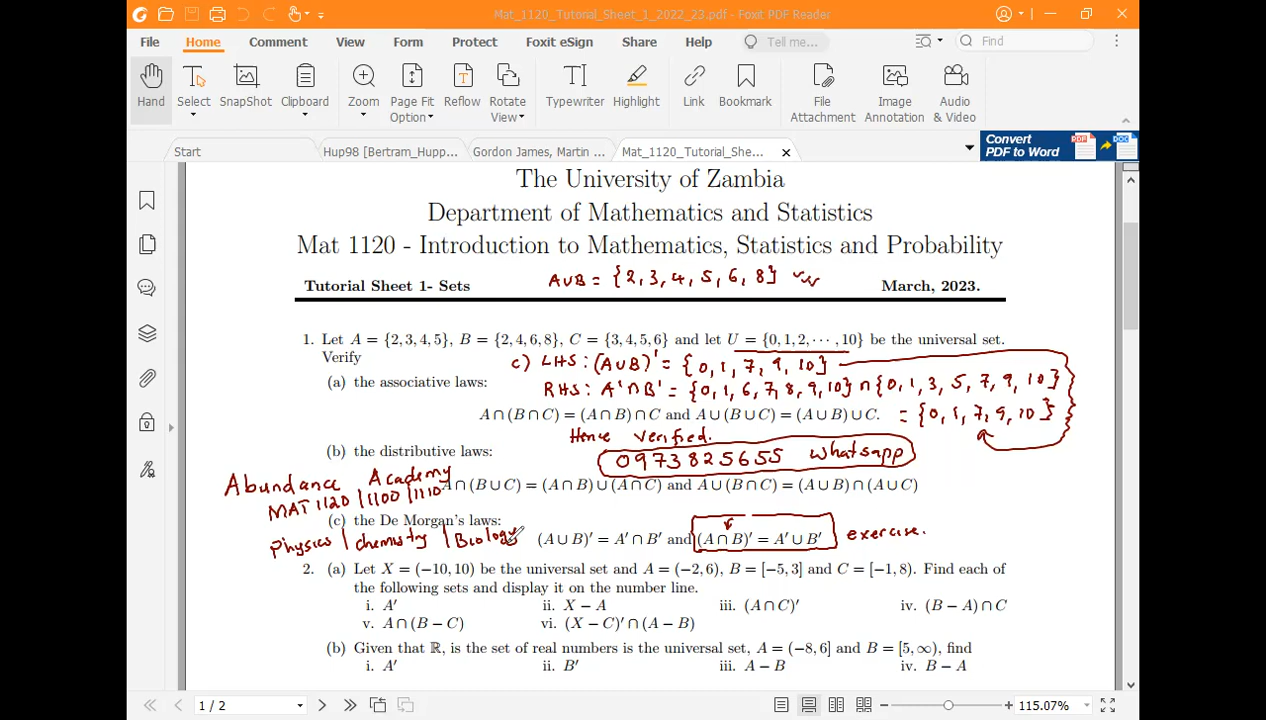 Mat_1120_Tutorial_Sheet_1_2022_23.pdf - Foxit PDF Reader
File Home Comment View Form Protect Foxit eSign Share Help Tell me... Find
Hand Select SnapShot Clipboard Zoom Page Fit Option Reflow Rotate View Typewriter Highlight Link Bookmark File Attachment Image Annotation Audio & Video
Start Hup98 [Bertram_Hupp... Gordon James, Martin ... Mat_1120_Tutorial_She... Convert PDF to Word
The University of Zambia
Department of Mathematics and Statistics
Mat 1120 - Introduction to Mathematics, Statistics and Probability
A∪B = {2, 3, 4, 5, 6, 8}
Tutorial Sheet 1- Sets March, 2023.
1. Let A = {2,3,4,5}, B = {2,4,6,8}, C = {3,4,5,6} and let U = {0,1,2,⋯,10} be the universal set.
Verify
c) LHS: (A∪B)' = {0, 1, 7, 9, 10}
(a) the associative laws:
RHS: A'∩B' = {0, 1, 6, 7, 8, 9, 10} ∩ {0, 1, 3, 5, 7, 9, 10}
A∩(B∩C) = (A∩B)∩C and A∪(B∪C) = (A∪B)∪C.
= {0, 1, 7, 9, 10}
Hence verified.
(b) the distributive laws:
0973825655 whatsapp
Abundance Academy
A∩(B∪C) = (A∩B)∪(A∩C) and A∪(B∩C) = (A∪B)∩(A∪C)
MAT 1120 | 1100 | 1110
(c) the De Morgan's laws:
Physics | chemistry | Biology
(A∪B)′ = A′∩B′ and (A∩B)′ = A′∪B′ exercise.
2. (a) Let X = (−10,10) be the universal set and A = (−2,6), B = [−5,3] and C = [−1,8). Find each of
the following sets and display it on the number line.
i. A′ ii. X − A iii. (A∩C)′ iv. (B−A)∩C
v. A∩(B−C) vi. (X−C)′∩(A−B)
(b) Given that ℝ, is the set of real numbers is the universal set, A = (−8,6] and B = [5,∞), find
i. A′ ii. B′ iii. A − B iv. B − A
1 / 2 115.07%